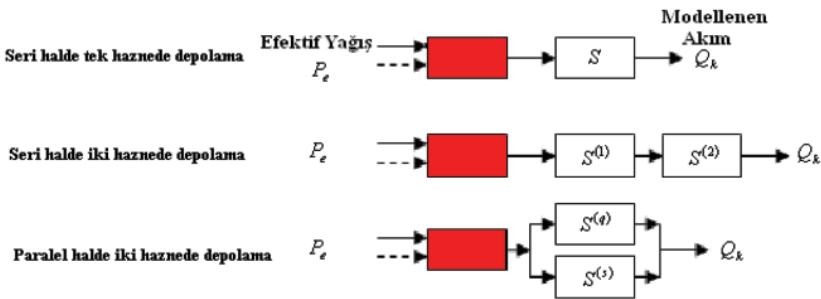 Modellenen
Efektif Yağış Akım
Seri halde tek haznede depolama P_e S Q_k
Seri halde iki haznede depolama P_e S^(1) S^(2) Q_k
S^(q)
Paralel halde iki haznede depolama P_e Q_k
S^(s)